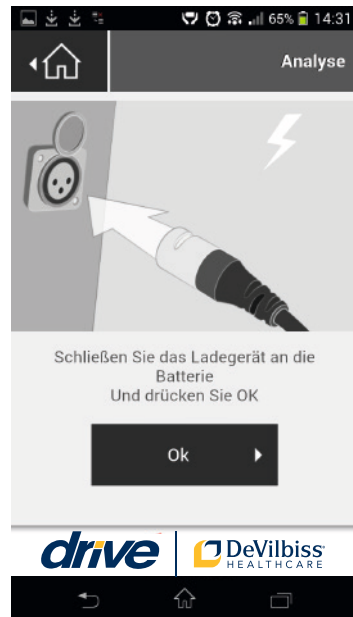 65% 14:31
Analyse
Schließen Sie das Ladegerät an die
Batterie
Und drücken Sie OK
Ok
drive
DeVilbiss
HEALTHCARE